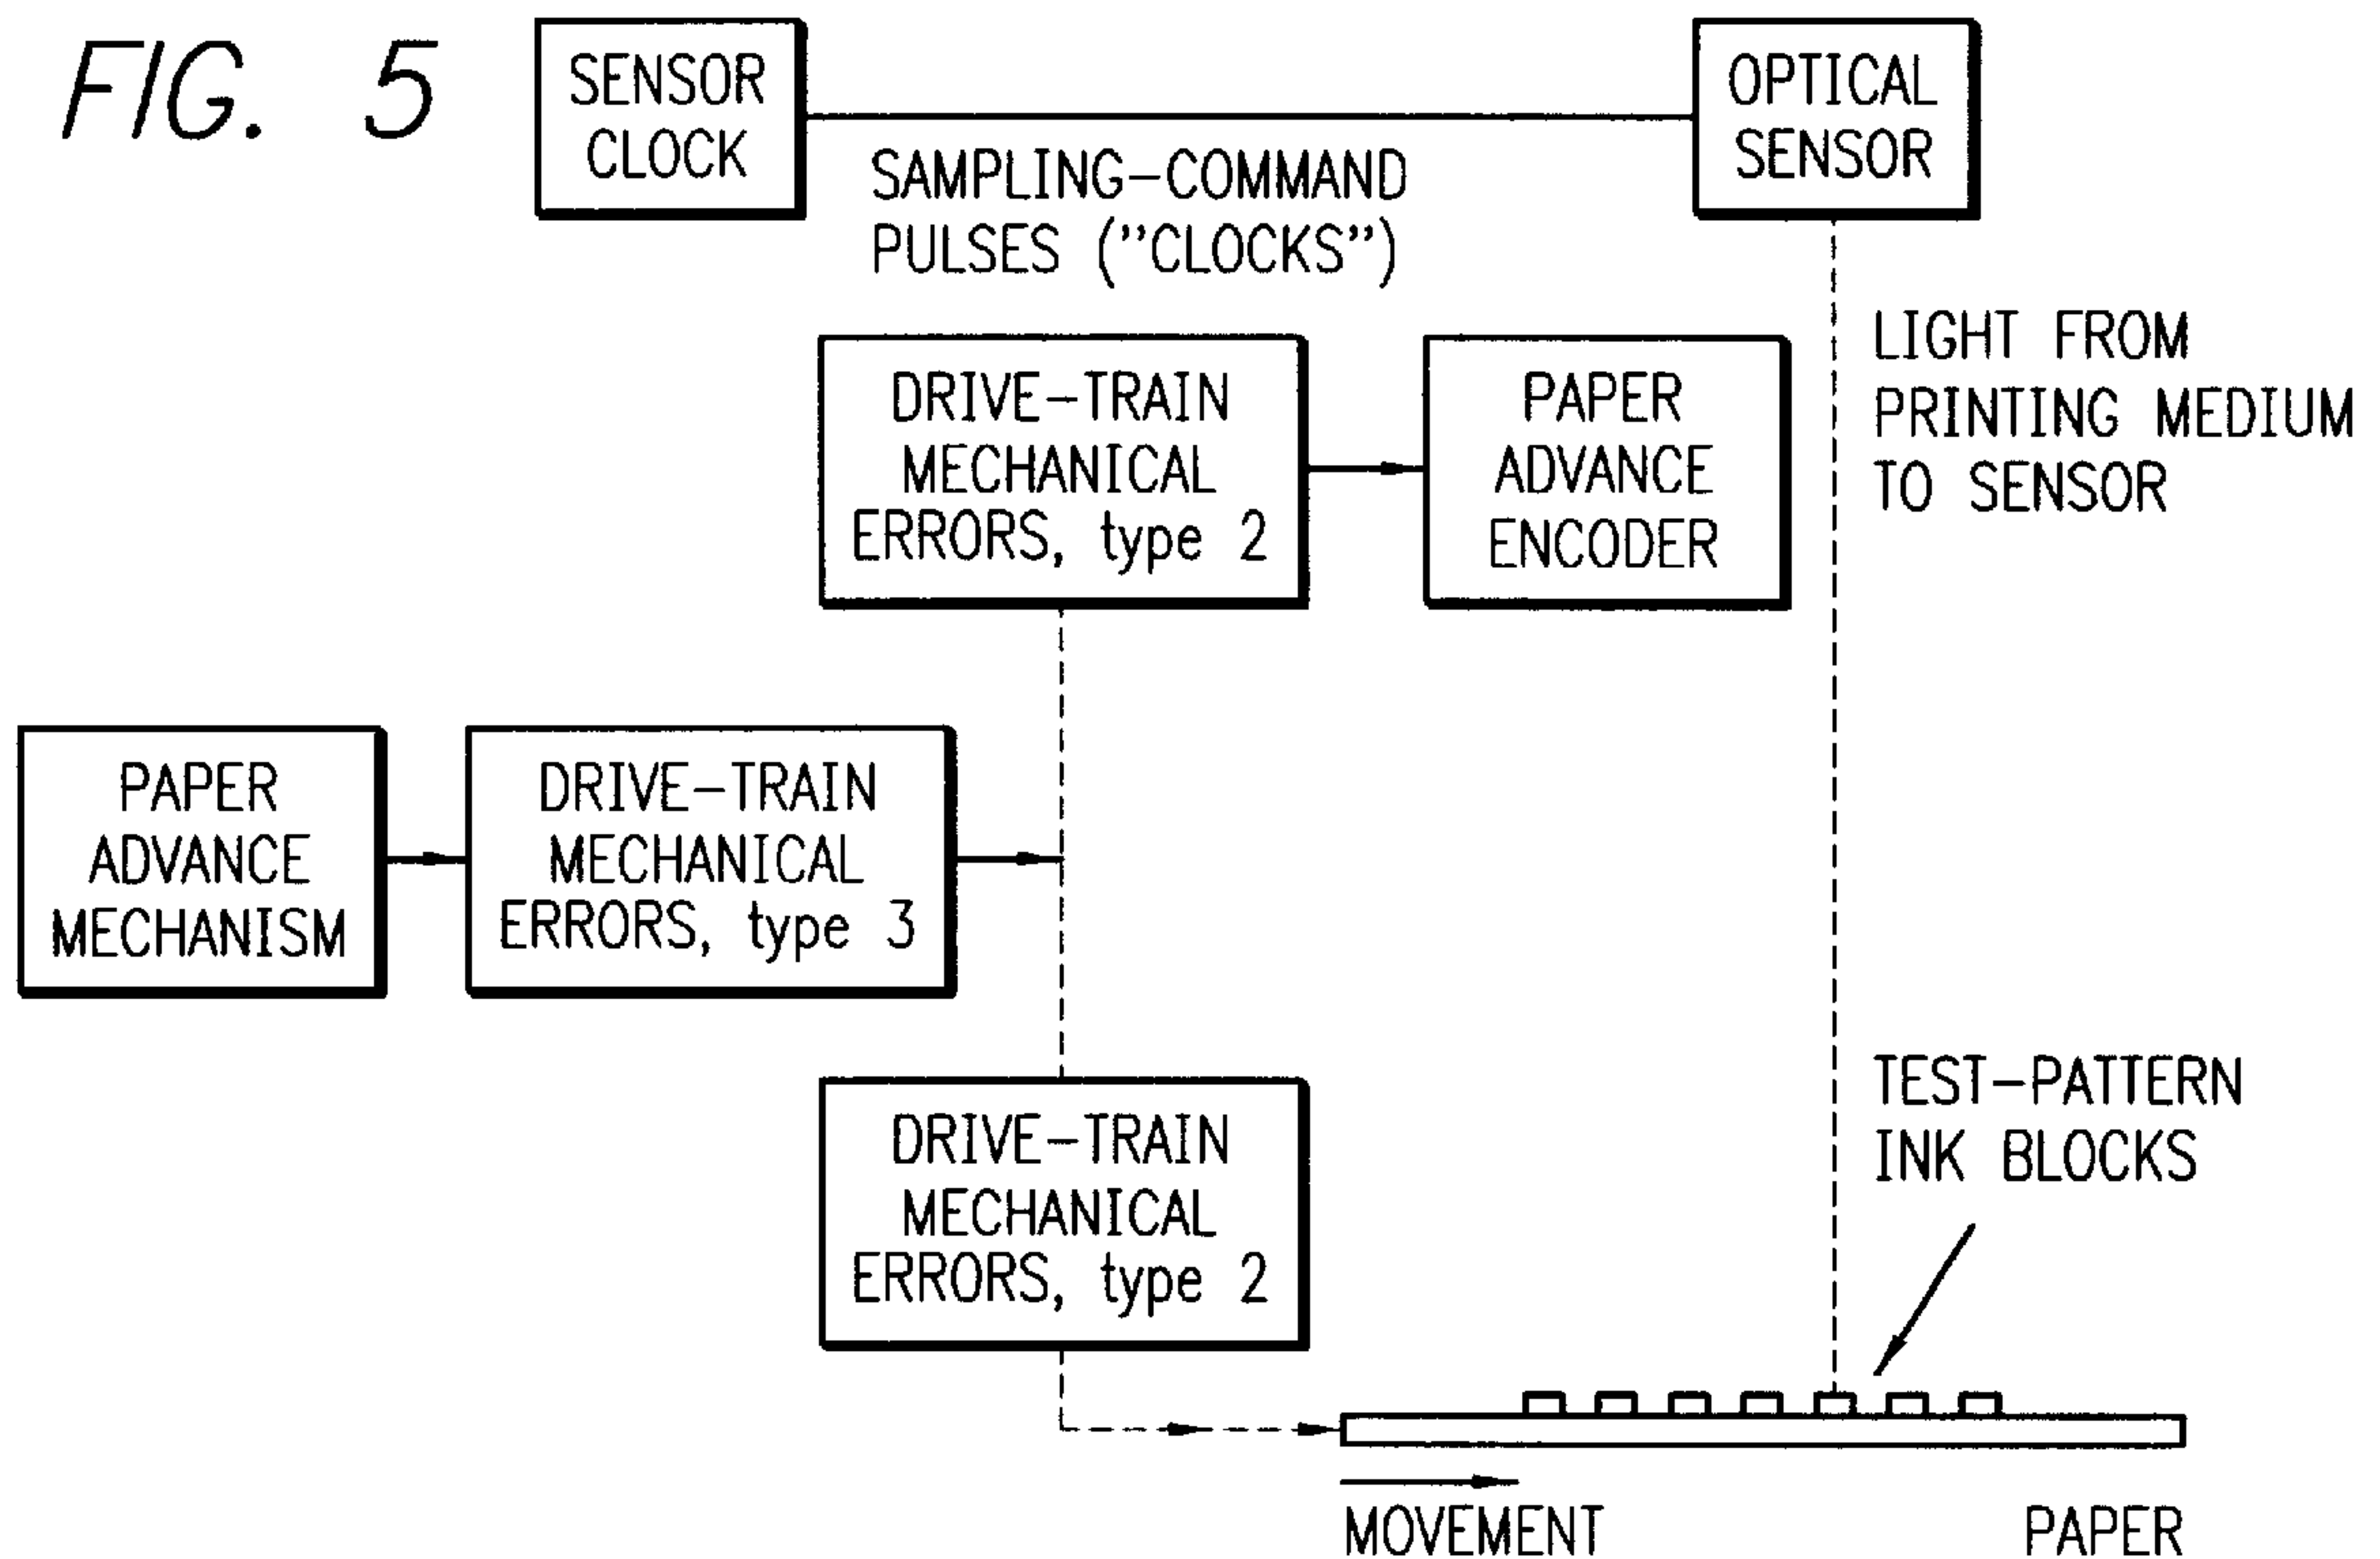 FIG. 5
SENSOR
CLOCK
OPTICAL
SENSOR
SAMPLING-COMMAND
PULSES ("CLOCKS")
LIGHT FROM
PRINTING MEDIUM
TO SENSOR
DRIVE-TRAIN
MECHANICAL
ERRORS, type 2
PAPER
ADVANCE
ENCODER
PAPER
ADVANCE
MECHANISM
DRIVE-TRAIN
MECHANICAL
ERRORS, type 3
DRIVE-TRAIN
MECHANICAL
ERRORS, type 2
TEST-PATTERN
INK BLOCKS
MOVEMENT
PAPER